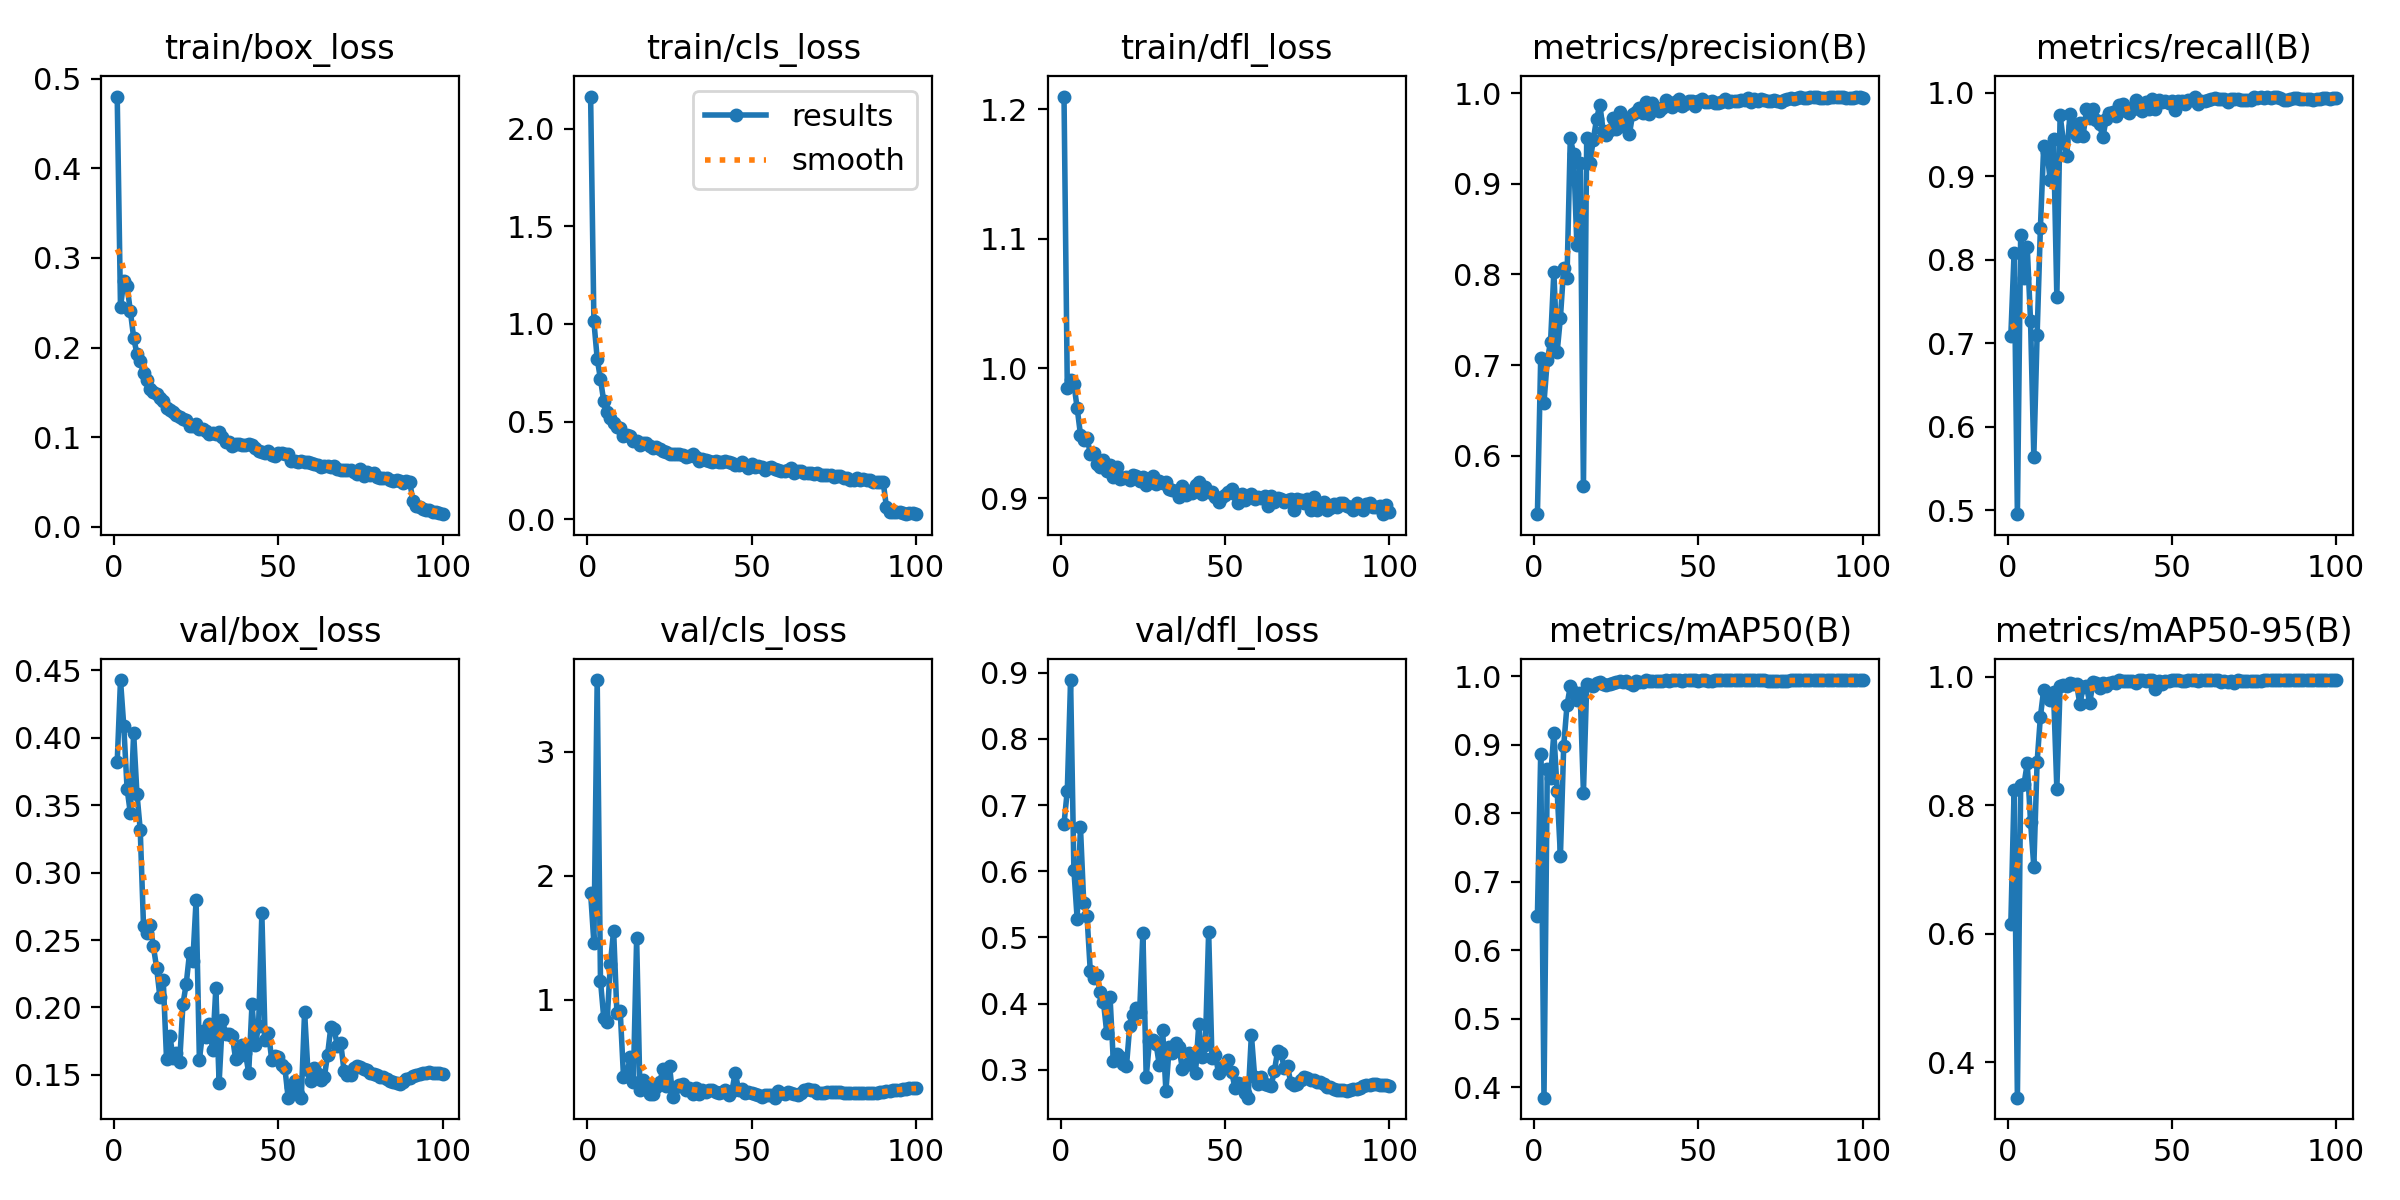 train/box_loss
0.5
0.4
0.3
0.2
0.1
0.0
0 50 100
train/cls_loss
results
smooth
2.0
1.5
1.0
0.5
0.0
0 50 100
train/dfl_loss
1.2
1.1
1.0
0.9
0 50 100
metrics/precision(B)
1.0
0.9
0.8
0.7
0.6
0 50 100
metrics/recall(B)
1.0
0.9
0.8
0.7
0.6
0.5
0 50 100
val/box_loss
0.45
0.40
0.35
0.30
0.25
0.20
0.15
0 50 100
val/cls_loss
3
2
1
0 50 100
val/dfl_loss
0.9
0.8
0.7
0.6
0.5
0.4
0.3
0 50 100
metrics/mAP50(B)
1.0
0.9
0.8
0.7
0.6
0.5
0.4
0 50 100
metrics/mAP50-95(B)
1.0
0.8
0.6
0.4
0 50 100